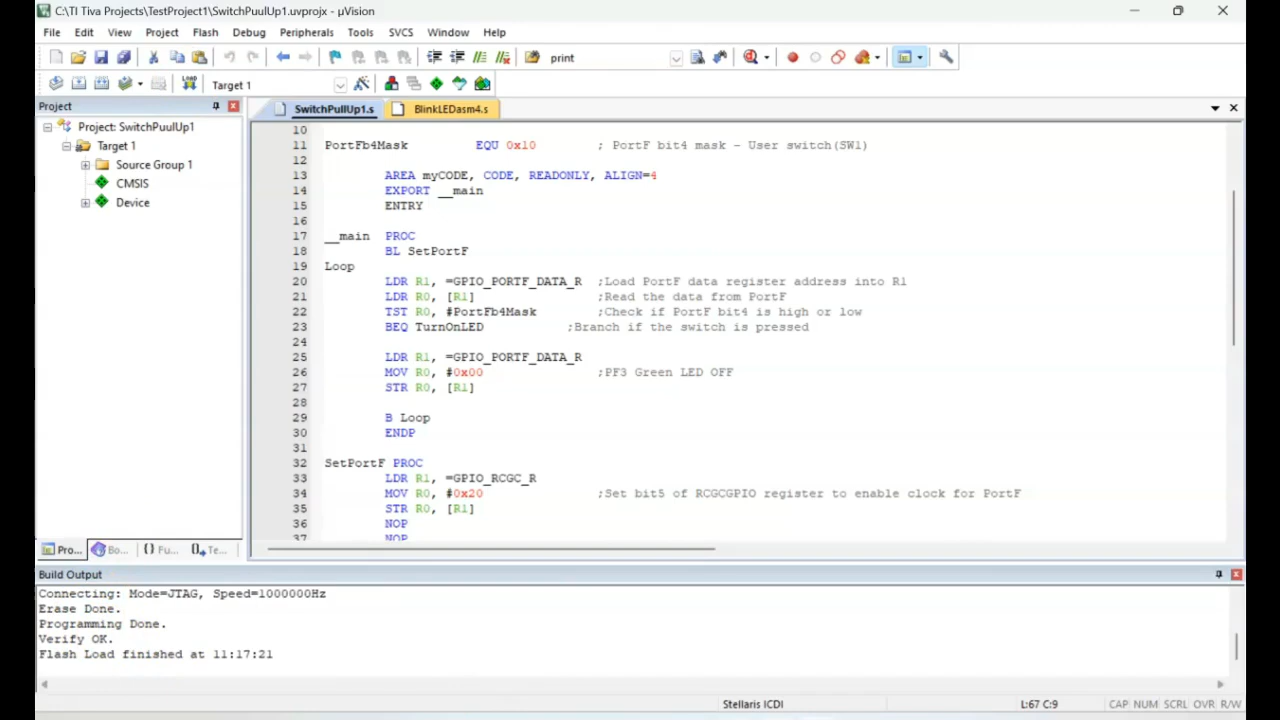 C:\TI Tiva Projects\TestProject1\SwitchPuulUp1.uvprojx - µVision
File Edit View Project Flash Debug Peripherals Tools SVCS Window Help
print
LOAD Target 1
Project
Project: SwitchPuulUp1
Target 1
Source Group 1
CMSIS
Device
Pro... Bo... {} Fu... 0 Te...
SwitchPullUp1.s BlinkLEDasm4.s
10
11 PortFb4Mask EQU 0x10 ; PortF bit4 mask - User switch(SW1)
12
13 AREA myCODE, CODE, READONLY, ALIGN=4
14 EXPORT __main
15 ENTRY
16
17 __main PROC
18 BL SetPortF
19 Loop
20 LDR R1, =GPIO_PORTF_DATA_R ;Load PortF data register address into R1
21 LDR R0, [R1] ;Read the data from PortF
22 TST R0, #PortFb4Mask ;Check if PortF bit4 is high or low
23 BEQ TurnOnLED ;Branch if the switch is pressed
24
25 LDR R1, =GPIO_PORTF_DATA_R
26 MOV R0, #0x00 ;PF3 Green LED OFF
27 STR R0, [R1]
28
29 B Loop
30 ENDP
31
32 SetPortF PROC
33 LDR R1, =GPIO_RCGC_R
34 MOV R0, #0x20 ;Set bit5 of RCGCGPIO register to enable clock for PortF
35 STR R0, [R1]
36 NOP
37 NOP
Build Output
Connecting: Mode=JTAG, Speed=1000000Hz
Erase Done.
Programming Done.
Verify OK.
Flash Load finished at 11:17:21
Stellaris ICDI L:67 C:9 CAP NUM SCRL OVR R/W